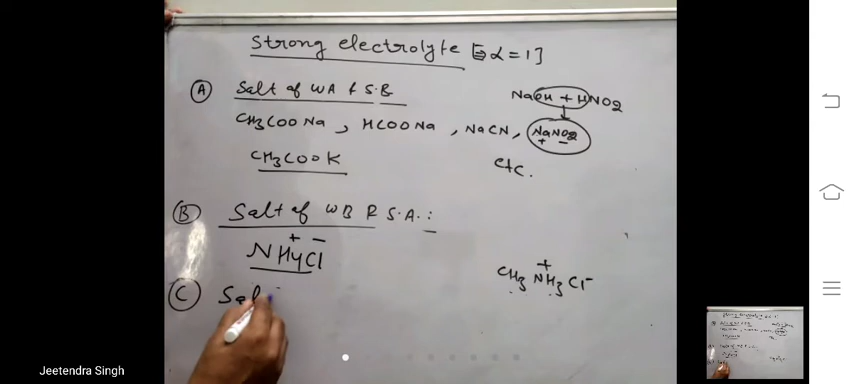 Strong electrolyte [⇒ α = 1]
(A) Salt of WA & S.B
NaOH + HNO2
CH3COONa, HCOONa, NaCN, NaNO2
+ −
CH3COOK
etc.
(B) Salt of WB & S.A. :
+ −
NH4Cl
+
CH3NH3Cl−
(C) Sal
Jeetendra Singh